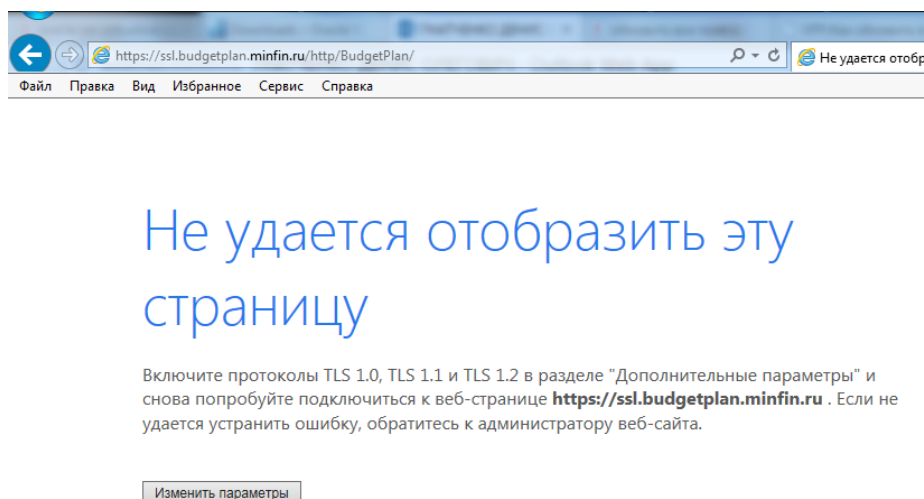 https://ssl.budgetplan.minfin.ru/http/BudgetPlan/
Не удается отобр
Файл Правка Вид Избранное Сервис Справка
Не удается отобразить эту
страницу
Включите протоколы TLS 1.0, TLS 1.1 и TLS 1.2 в разделе "Дополнительные параметры" и
снова попробуйте подключиться к веб-странице https://ssl.budgetplan.minfin.ru . Если не
удается устранить ошибку, обратитесь к администратору веб-сайта.
Изменить параметры